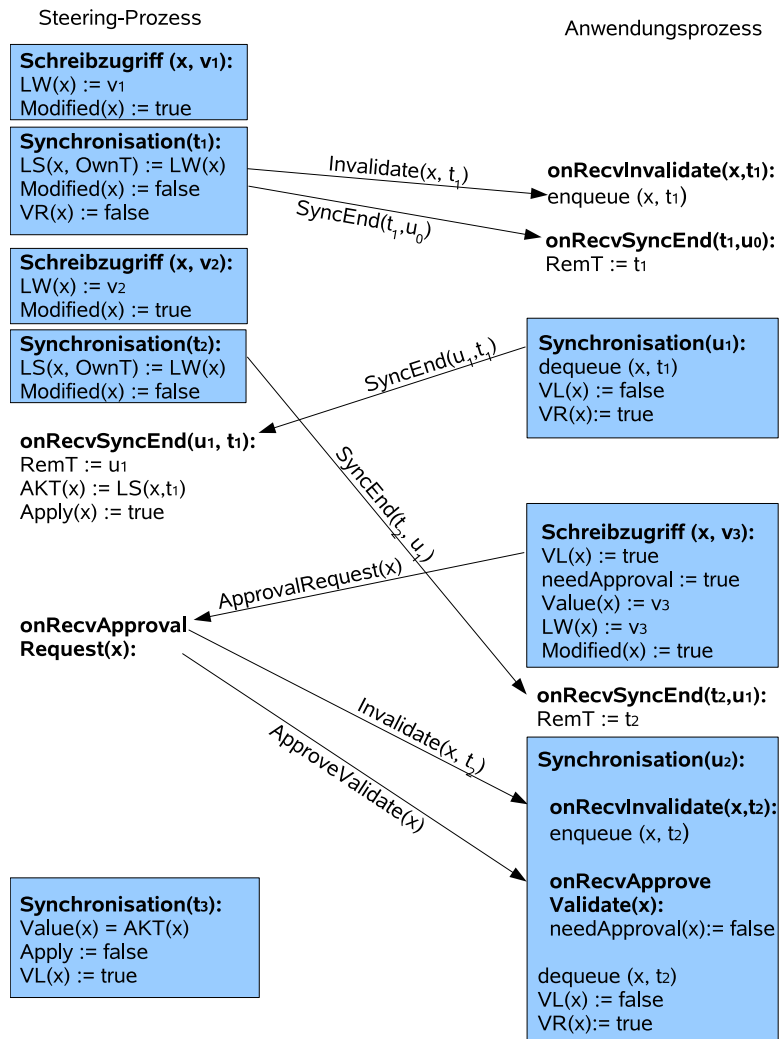 Steering-Prozess
Anwendungsprozess
Schreibzugriff (x, v1):
LW(x) := v1
Modified(x) := true
Synchronisation(t1):
LS(x, OwnT) := LW(x)
Modified(x) := false
VR(x) := false
Invalidate(x, t1)
SyncEnd(t1,u0)
onRecvInvalidate(x,t1):
enqueue (x, t1)
onRecvSyncEnd(t1,u0):
RemT := t1
Schreibzugriff (x, v2):
LW(x) := v2
Modified(x) := true
Synchronisation(t2):
LS(x, OwnT) := LW(x)
Modified(x) := false
SyncEnd(u1,t1)
Synchronisation(u1):
dequeue (x, t1)
VL(x) := false
VR(x):= true
onRecvSyncEnd(u1, t1):
RemT := u1
AKT(x) := LS(x,t1)
Apply(x) := true
SyncEnd(t2, u1)
Schreibzugriff (x, v3):
VL(x) := true
needApproval := true
Value(x) := v3
LW(x) := v3
Modified(x) := true
ApprovalRequest(x)
onRecvApproval
Request(x):
onRecvSyncEnd(t2,u1):
RemT := t2
Invalidate(x, t2)
ApproveValidate(x)
Synchronisation(u2):
onRecvInvalidate(x,t2):
enqueue (x, t2)
onRecvApprove
Validate(x):
needApproval(x):= false
dequeue (x, t2)
VL(x) := false
VR(x):= true
Synchronisation(t3):
Value(x) = AKT(x)
Apply := false
VL(x) := true